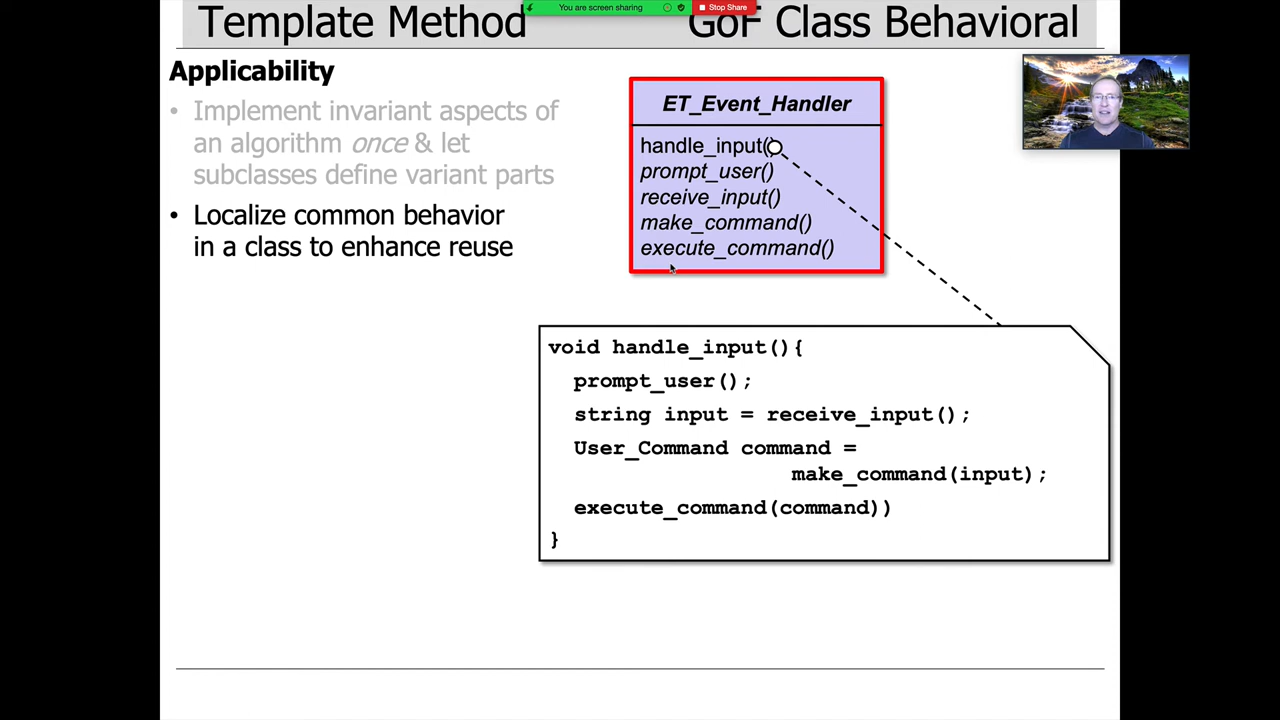 You are screen sharing
Stop Share
Template Method
GoF Class Behavioral
Applicability
• Implement invariant aspects of
an algorithm once & let
subclasses define variant parts
• Localize common behavior
in a class to enhance reuse
ET_Event_Handler
handle_input()
prompt_user()
receive_input()
make_command()
execute_command()
void handle_input(){
prompt_user();
string input = receive_input();
User_Command command =
make_command(input);
execute_command(command))
}